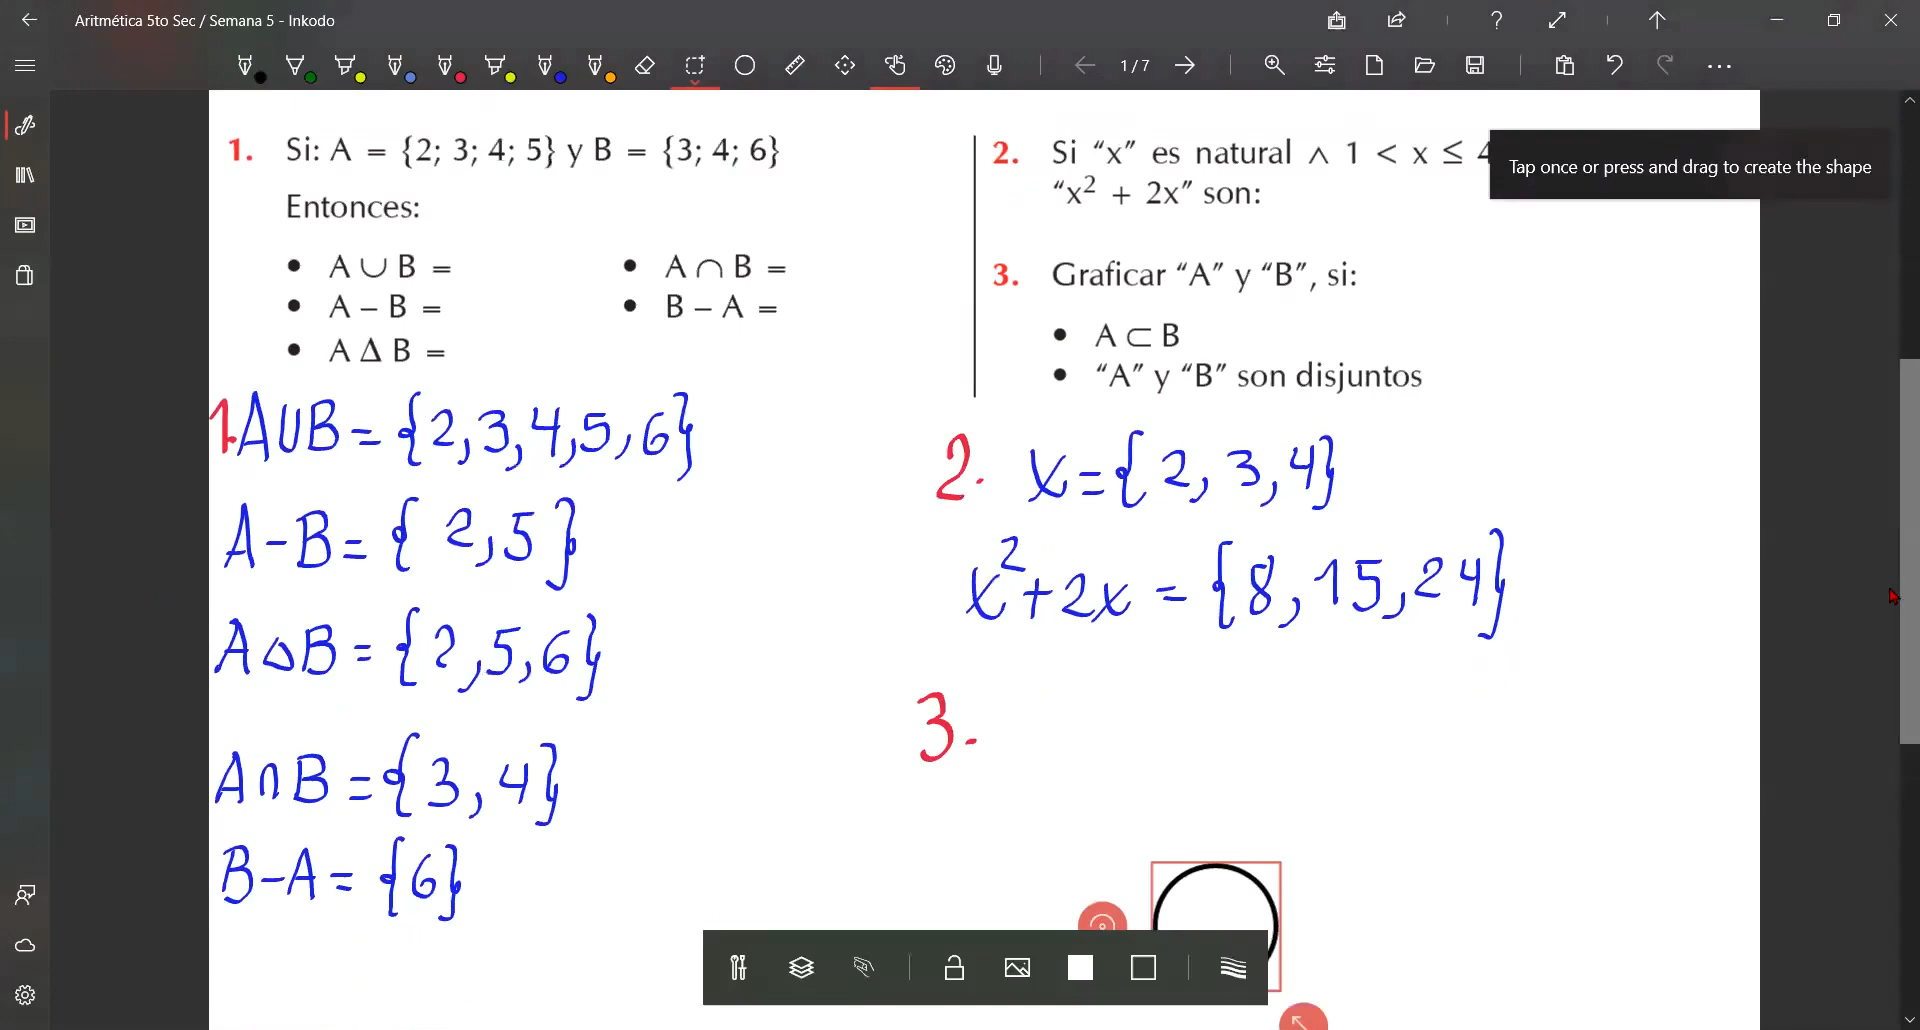 Aritmética 5to Sec / Semana 5 - Inkodo
1 / 7
1. Si: A = {2; 3; 4; 5} y B = {3; 4; 6}
Entonces:
• A ∪ B =
• A ∩ B =
• A – B =
• B – A =
• A Δ B =
2. Si “x” es natural ∧ 1 < x ≤ 4
“x² + 2x” son:
Tap once or press and drag to create the shape
3. Graficar “A” y “B”, si:
• A ⊂ B
• “A” y “B” son disjuntos
1. A∪B = {2,3,4,5,6}
A-B = {2,5}
A△B = {2,5,6}
A∩B = {3,4}
B-A = {6}
2. x = {2,3,4}
x²+2x = {8,15,24}
3.